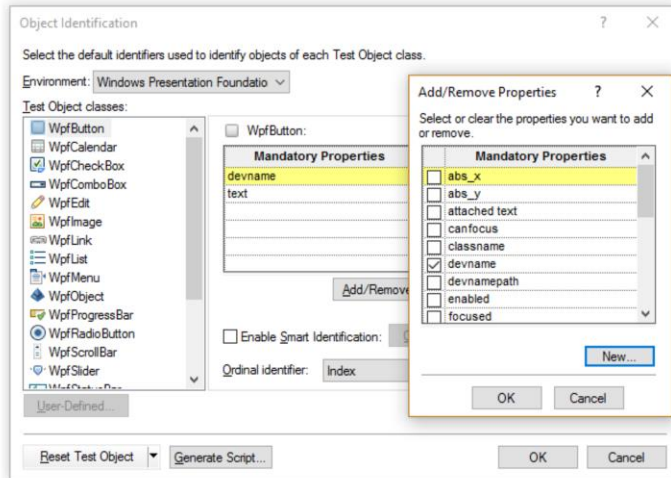 Object Identification
Select the default identifiers used to identify objects of each Test Object class.
Environment: Windows Presentation Foundatio
Test Object classes:
WpfButton
WpfCalendar
WpfCheckBox
WpfComboBox
WpfEdit
WpfImage
WpfLink
WpfList
WpfMenu
WpfObject
WpfProgressBar
WpfRadioButton
WpfScrollBar
WpfSlider
WpfStatusBar
User-Defined...
WpfButton:
Mandatory Properties
devname
text
Add/Remove
Enable Smart Identification:
Ordinal identifier: Index
Reset Test Object
Generate Script...
OK
Cancel
Add/Remove Properties
Select or clear the properties you want to add
or remove.
Mandatory Properties
abs_x
abs_y
attached text
canfocus
classname
devname
devnamepath
enabled
focused
New...
OK
Cancel